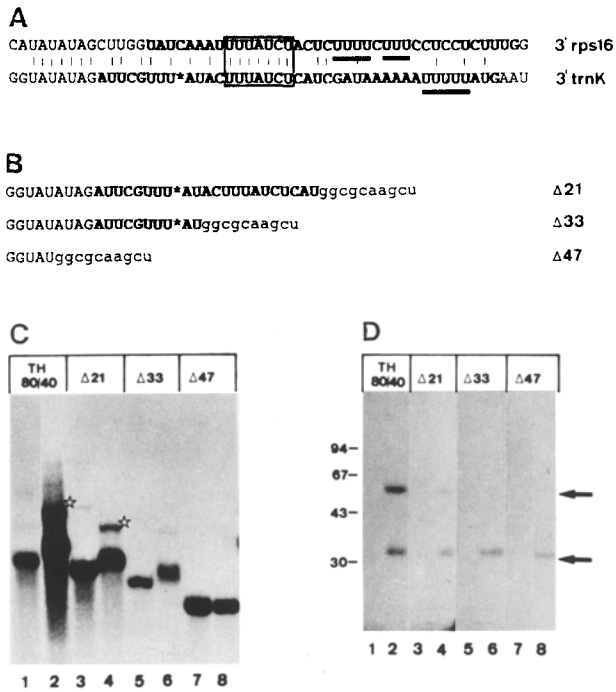 A
CAUAUAUAGCUUGGUAUCAAAUUUUAUCUACUCUUUUCUUUCCUCCUCUUUGG 3' rps16
GGUAUAUAGAUUCGUUU*AUACUUUAUCUCAUCGAUAAAAAAUUUUUAUGAAU 3' trnK
B
GGUAUAUAGAUUCGUUU*AUACUUUAUCUCAUggcgcaagcu Δ21
GGUAUAUAGAUUCGUUU*AUggcgcaagcu Δ33
GGUAUggcgcaagcu Δ47
C
TH 80/40 Δ21 Δ33 Δ47
1 2 3 4 5 6 7 8
D
TH 80/40 Δ21 Δ33 Δ47
94–
67–
43–
30–
1 2 3 4 5 6 7 8